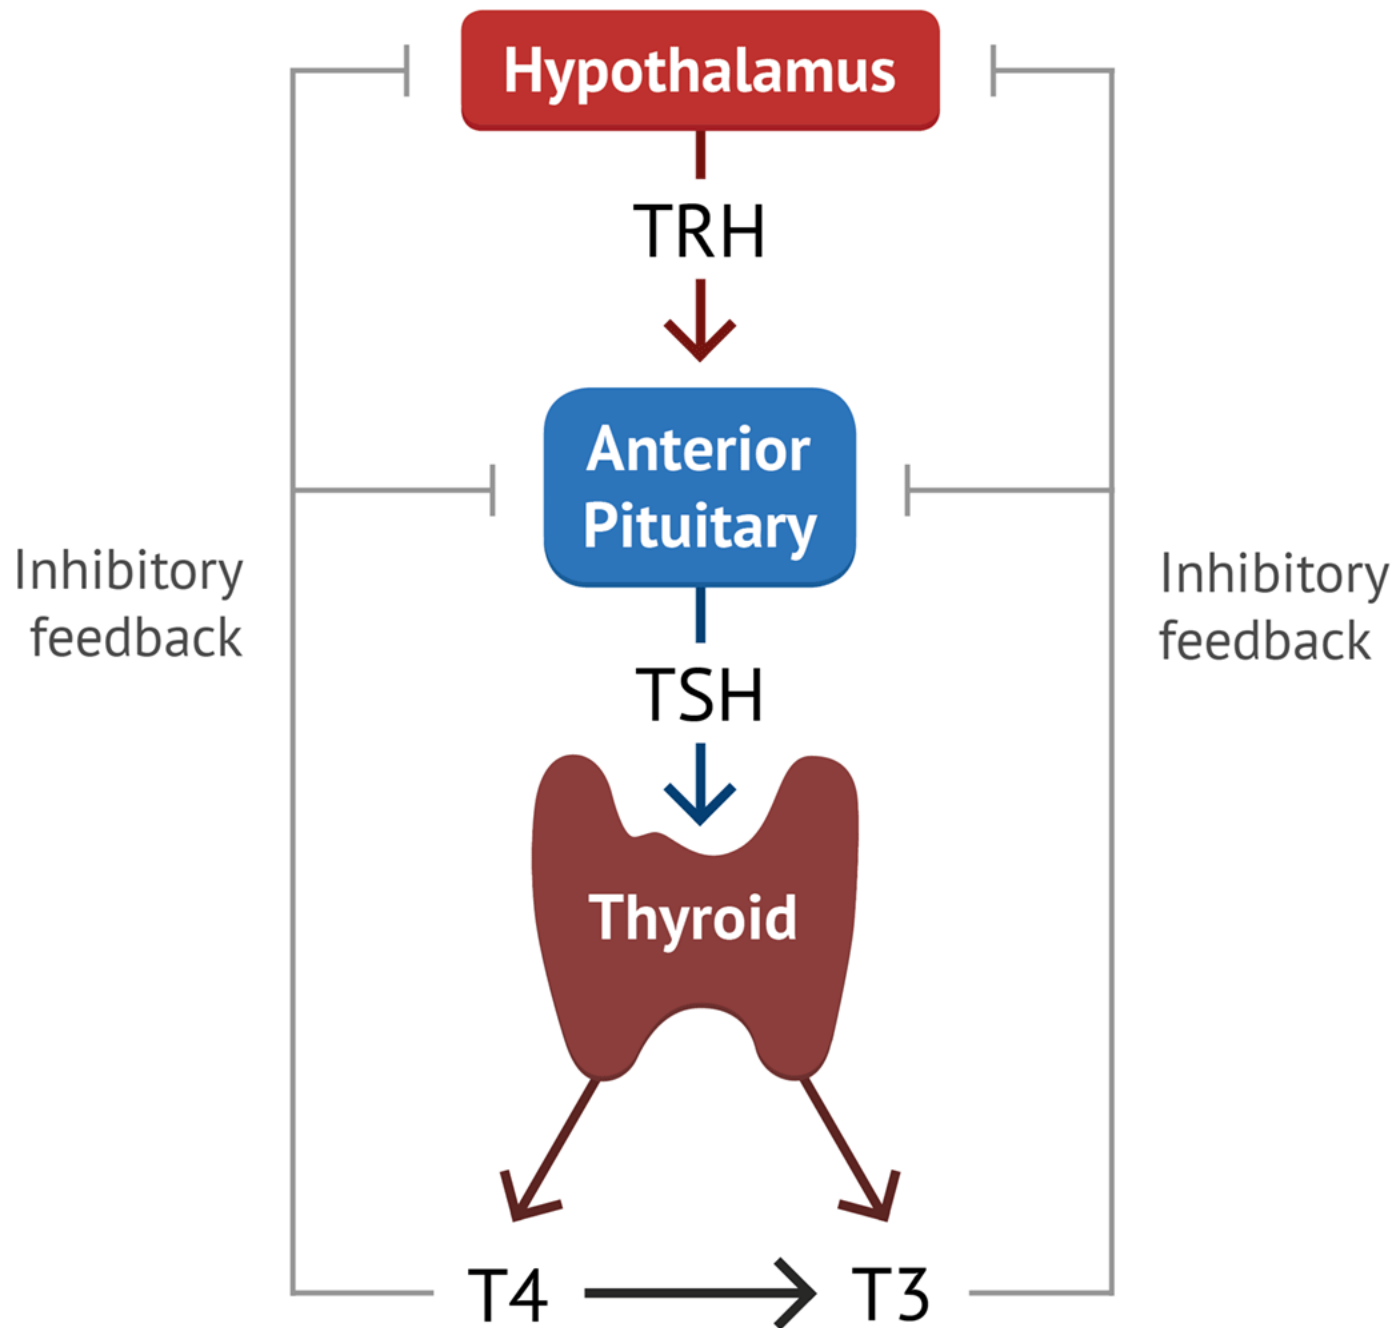 Hypothalamus
TRH
Anterior
Pituitary
Inhibitory
feedback
Inhibitory
feedback
TSH
Thyroid
T4
T3